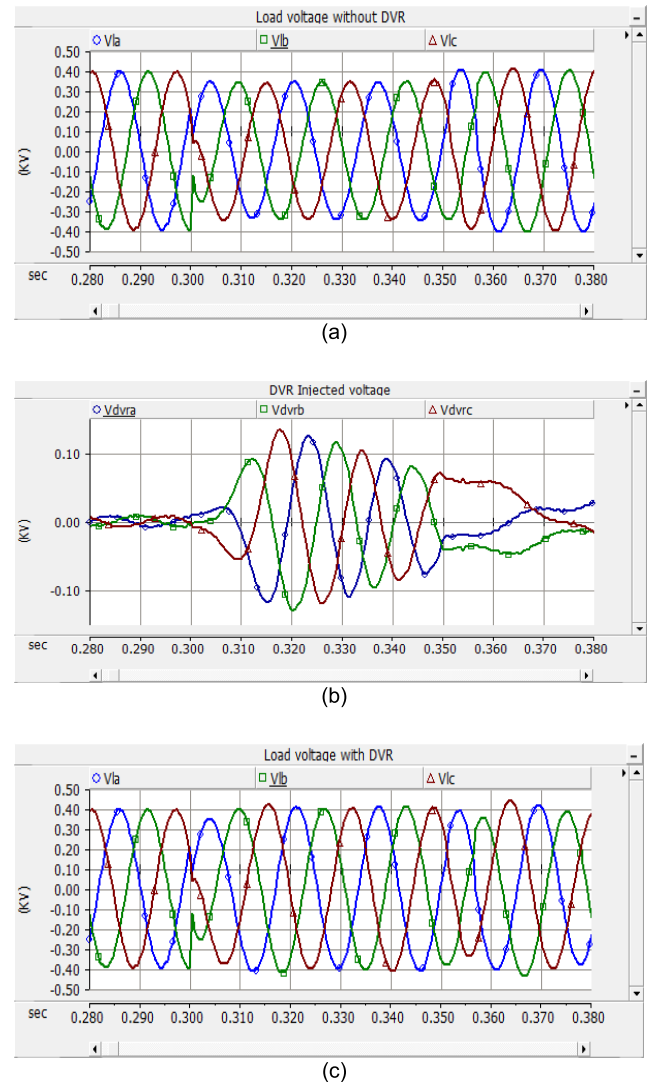 Load voltage without DVR
Vla Vlb Vlc
0.50
0.40
0.30
0.20
0.10
0.00
-0.10
-0.20
-0.30
-0.40
-0.50
(KV)
sec 0.280 0.290 0.300 0.310 0.320 0.330 0.340 0.350 0.360 0.370 0.380
(a)
DVR Injected voltage
Vdvra Vdvrb Vdvrc
0.10
0.00
-0.10
(KV)
sec 0.280 0.290 0.300 0.310 0.320 0.330 0.340 0.350 0.360 0.370 0.380
(b)
Load voltage with DVR
Vla Vlb Vlc
0.50
0.40
0.30
0.20
0.10
0.00
-0.10
-0.20
-0.30
-0.40
-0.50
(KV)
sec 0.280 0.290 0.300 0.310 0.320 0.330 0.340 0.350 0.360 0.370 0.380
(c)